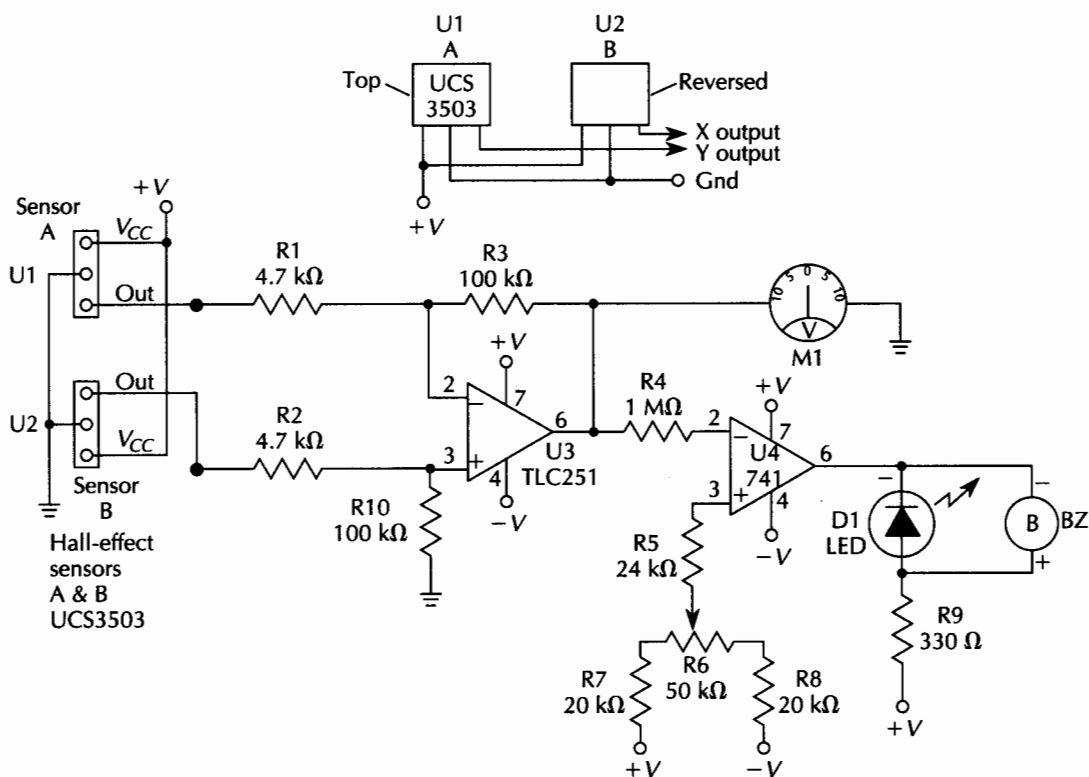 U1
A
U2
B
Top
UCS
3503
Reversed
X output
Y output
Gnd
+V
+V
Sensor
A
VCC
U1
Out
R1
4.7 kΩ
R3
100 kΩ
10 5 0 5 10
V
M1
+V
2
−
7
6
3
+
4
U3
TLC251
−V
Out
U2
VCC
Sensor
B
R2
4.7 kΩ
R10
100 kΩ
Hall-effect
sensors
A & B
UCS3503
R4
1 MΩ
+V
2
−
7
U4
6
741
3
+
4
−V
R5
24 kΩ
−
D1
LED
−
B
BZ
+
R9
330 Ω
+V
R6
50 kΩ
R7
20 kΩ
R8
20 kΩ
+V
−V